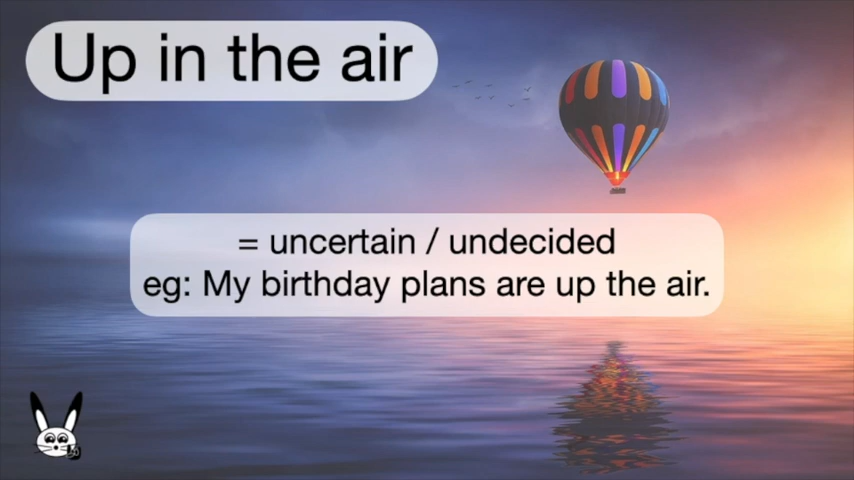 Up in the air
= uncertain / undecided
eg: My birthday plans are up the air.